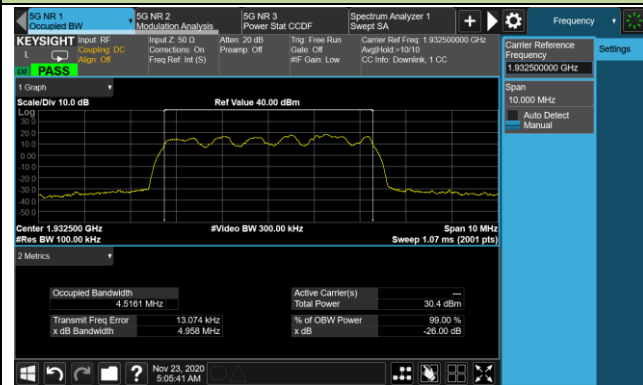 5G NR 1
Occupied BW
5G NR 2
Modulation Analysis
5G NR 3
Power Stat CCDF
Spectrum Analyzer 1
Swept SA
Frequency
KEYSIGHT
L
PASS
Input: RF
Coupling: DC
Align: Off
Input Z: 50 Ω
Corrections: On
Freq Ref: Int (S)
Atten: 20 dB
Preamp: Off
Trig: Free Run
Gate: Off
#IF Gain: Low
Carrier Ref Freq: 1.932500000 GHz
Avg|Hold:>10/10
CC Info: Downlink, 1 CC
Carrier Reference
Frequency
1.932500000 GHz
Settings
Span
10.000 MHz
Auto Detect
Manual
1 Graph
Scale/Div 10.0 dB
Ref Value 40.00 dBm
Log
30.0
20.0
10.0
0.00
-10.0
-20.0
-30.0
-40.0
-50.0
Center 1.932500 GHz
#Video BW 300.00 kHz
Span 10 MHz
#Res BW 100.00 kHz
Sweep 1.07 ms (2001 pts)
2 Metrics
Occupied Bandwidth
4.5161 MHz
Active Carrier(s)
---
Total Power
30.4 dBm
Transmit Freq Error
13.074 kHz
% of OBW Power
99.00 %
x dB Bandwidth
4.958 MHz
x dB
-26.00 dB
?
Nov 23, 2020
5:05:41 AM